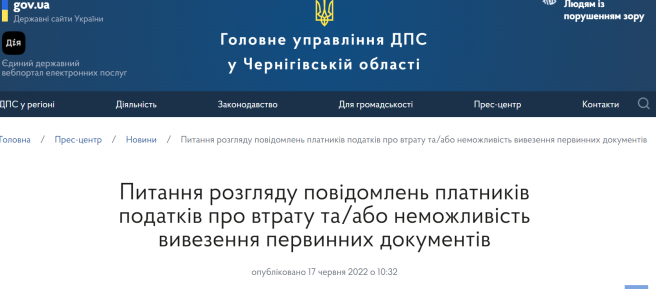 gov.ua
Державні сайти України
Дія
Єдиний державний
вебпортал електронних послуг
Головне управління ДПС
у Чернігівській області
Людям із
порушенням зору
ДПС у регіоні Діяльність Законодавство Для громадськості Прес-центр Контакти
Головна / Прес-центр / Новини / Питання розгляду повідомлень платників податків про втрату та/або неможливість вивезення первинних документів
Питання розгляду повідомлень платників
податків про втрату та/або неможливість
вивезення первинних документів
опубліковано 17 червня 2022 о 10:32